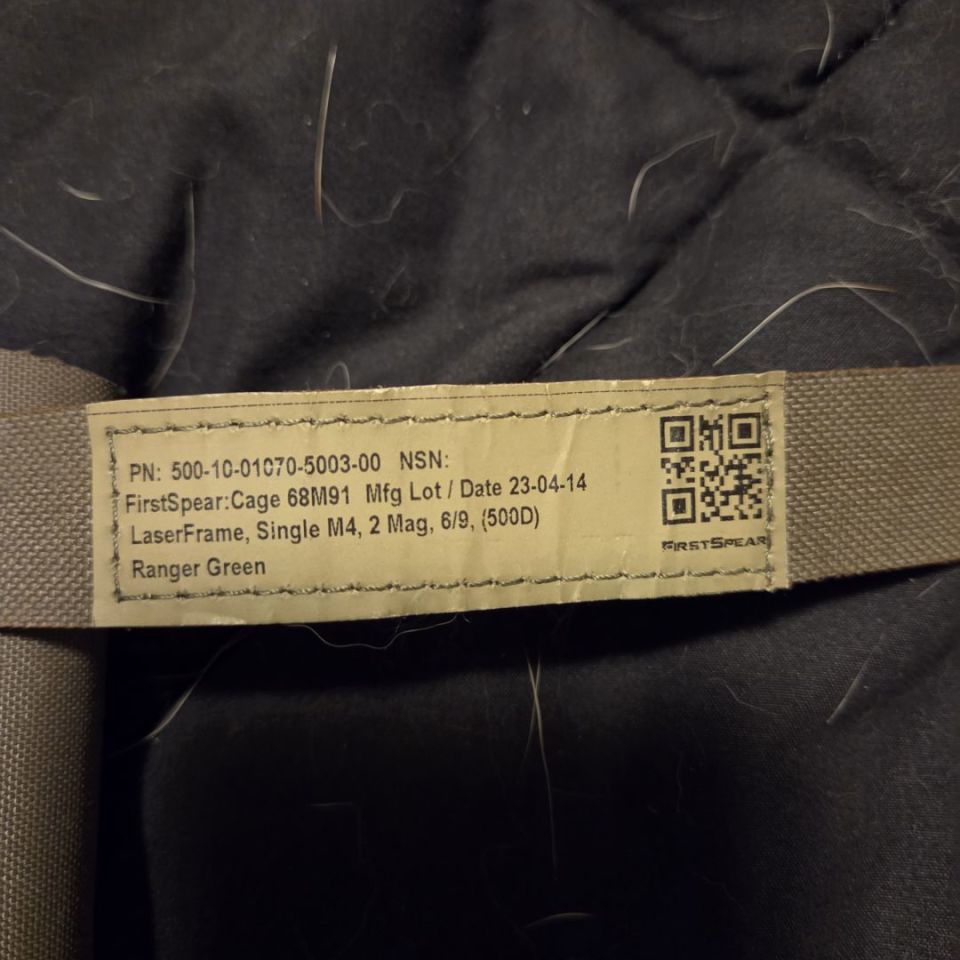 PN: 500-10-01070-5003-00 NSN:
FirstSpear:Cage 68M91 Mfg Lot / Date 23-04-14
LaserFrame, Single M4, 2 Mag, 6/9, (500D)
Ranger Green
FIRSTSPEAR